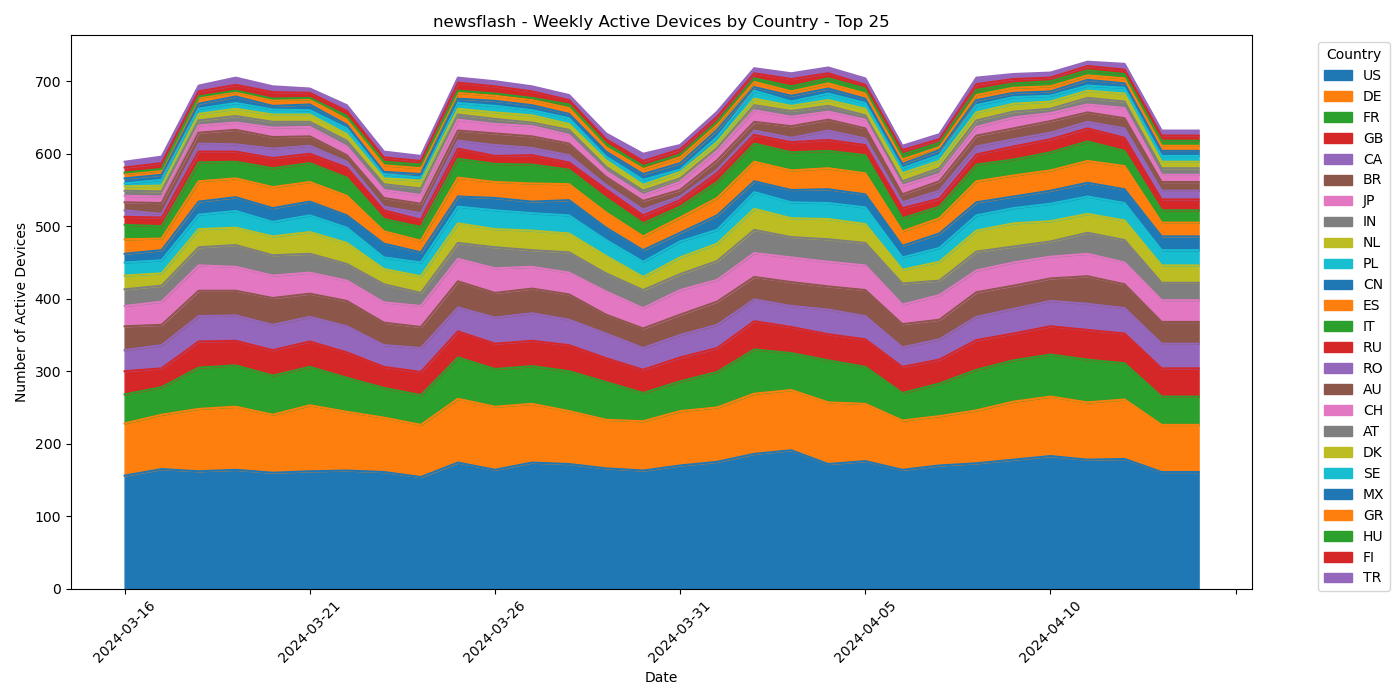 newsflash - Weekly Active Devices by Country - Top 25
Number of Active Devices
700
600
500
400
300
200
100
0
2024-03-16
2024-03-21
2024-03-26
2024-03-31
2024-04-05
2024-04-10
Date
Country
US
DE
FR
GB
CA
BR
JP
IN
NL
PL
CN
ES
IT
RU
RO
AU
CH
AT
DK
SE
MX
GR
HU
FI
TR